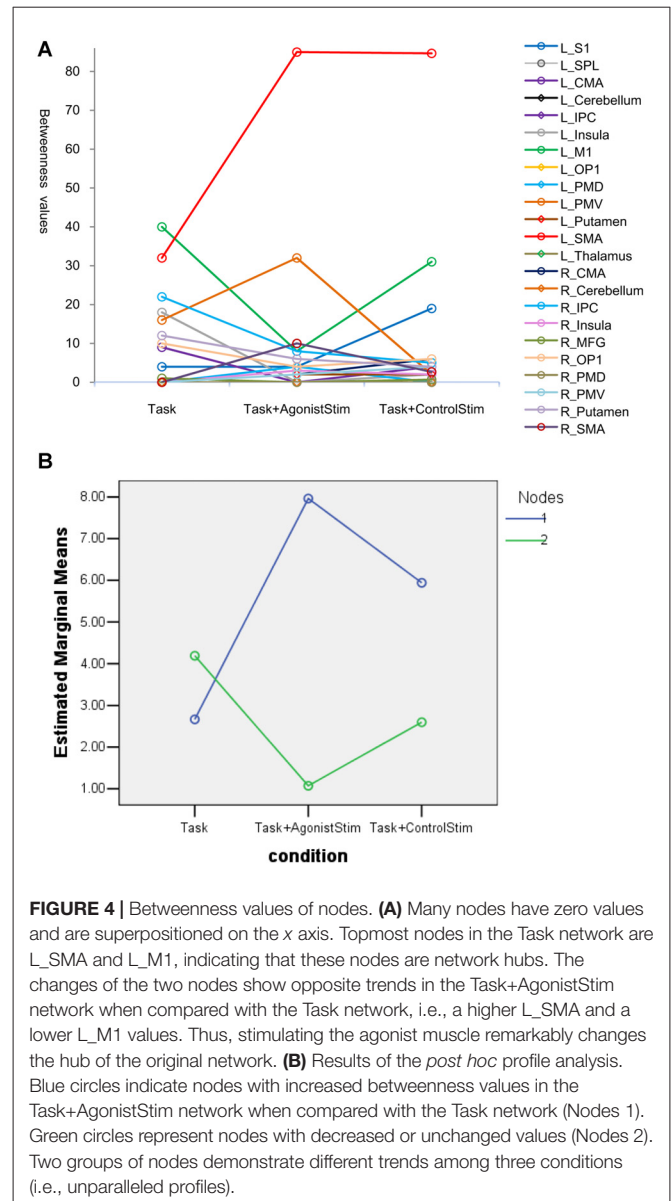 A
Betweenness values
80
70
60
50
40
30
20
10
0
Task
Task+AgonistStim
Task+ControlStim
L_S1
L_SPL
L_CMA
L_Cerebellum
L_IPC
L_Insula
L_M1
L_OP1
L_PMD
L_PMV
L_Putamen
L_SMA
L_Thalamus
R_CMA
R_Cerebellum
R_IPC
R_Insula
R_MFG
R_OP1
R_PMD
R_PMV
R_Putamen
R_SMA
B
Estimated Marginal Means
8.00
7.00
6.00
5.00
4.00
3.00
2.00
1.00
Task
Task+AgonistStim
Task+ControlStim
condition
Nodes
1
2
FIGURE 4 | Betweenness values of nodes. (A) Many nodes have zero values
and are superpositioned on the x axis. Topmost nodes in the Task network are
L_SMA and L_M1, indicating that these nodes are network hubs. The
changes of the two nodes show opposite trends in the Task+AgonistStim
network when compared with the Task network, i.e., a higher L_SMA and a
lower L_M1 values. Thus, stimulating the agonist muscle remarkably changes
the hub of the original network. (B) Results of the post hoc profile analysis.
Blue circles indicate nodes with increased betweenness values in the
Task+AgonistStim network when compared with the Task network (Nodes 1).
Green circles represent nodes with decreased or unchanged values (Nodes 2).
Two groups of nodes demonstrate different trends among three conditions
(i.e., unparalleled profiles).